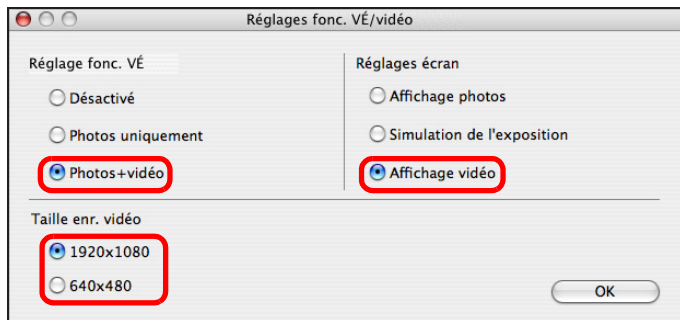 Réglages fonc. VÉ/vidéo
Réglage fonc. VÉ
Désactivé
Photos uniquement
Photos+vidéo
Réglages écran
Affichage photos
Simulation de l'exposition
Affichage vidéo
Taille enr. vidéo
1920x1080
640x480
OK